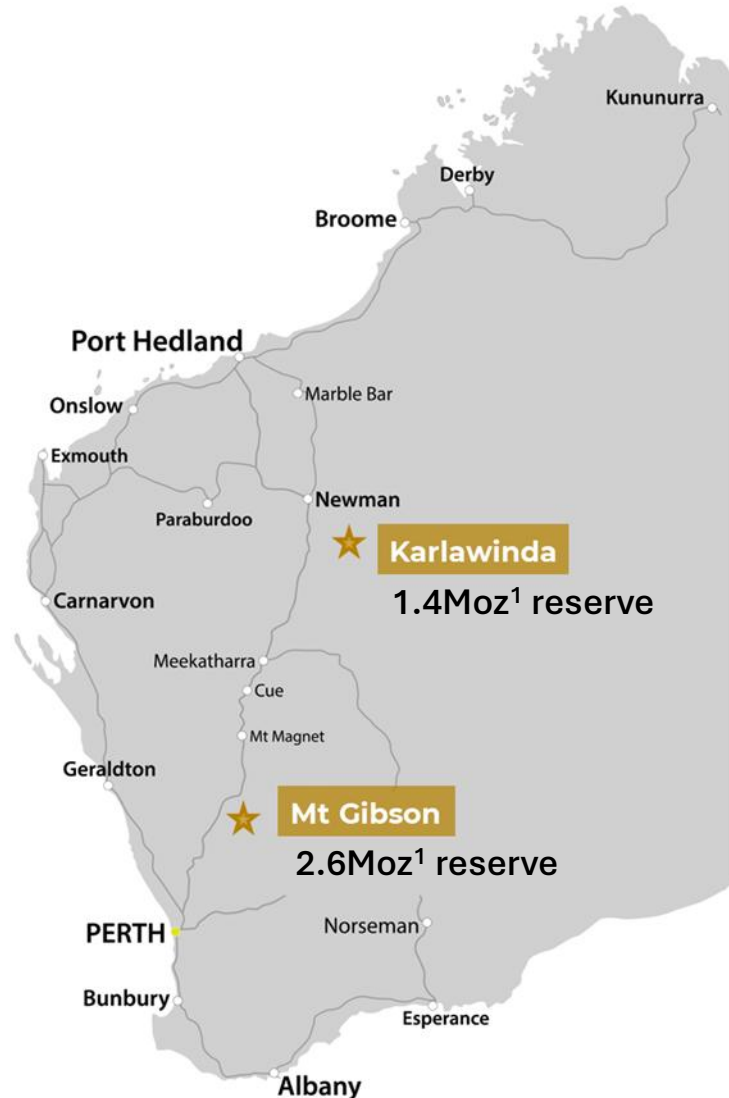 Kununurra
Derby
Broome
Port Hedland
Marble Bar
Onslow
Exmouth
Newman
Paraburdoo
Karlawinda
1.4Moz¹ reserve
Carnarvon
Meekatharra
Cue
Mt Magnet
Geraldton
Mt Gibson
2.6Moz¹ reserve
PERTH
Norseman
Bunbury
Esperance
Albany